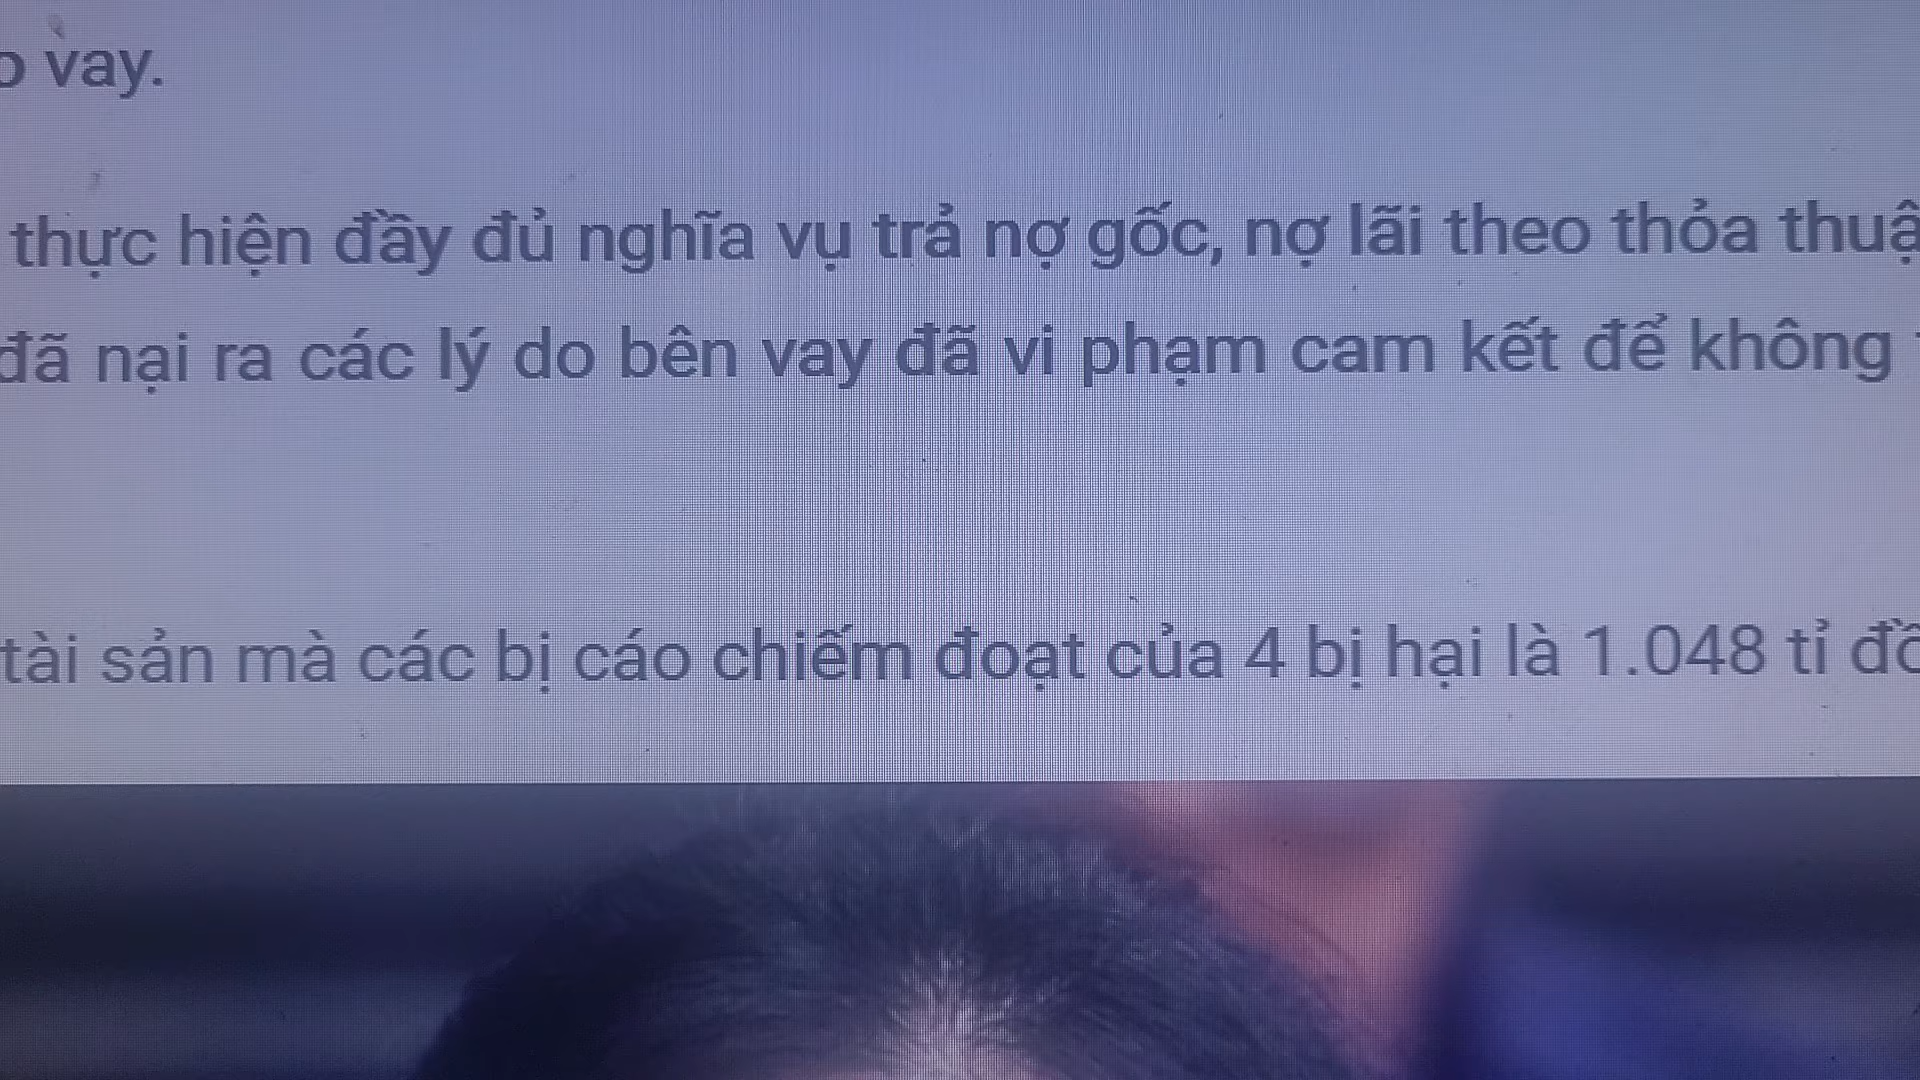 vay.
thực hiện đầy đủ nghĩa vụ trả nợ gốc, nợ lãi theo thỏa thuậ
đã nại ra các lý do bên vay đã vi phạm cam kết để không
tài sản mà các bị cáo chiếm đoạt của 4 bị hại là 1.048 tỉ đồ